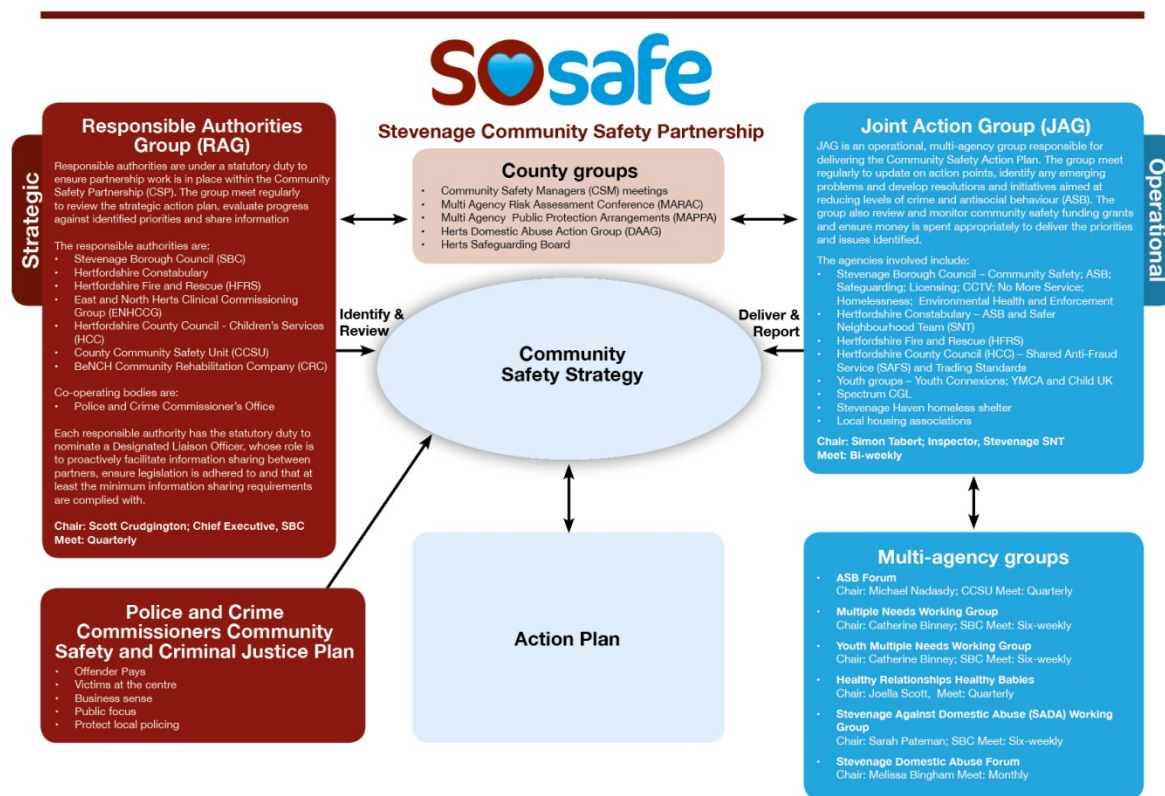 SOsafe
Stevenage Community Safety Partnership
Strategic
Responsible Authorities
Group (RAG)
Responsible authorities are under a statutory duty to
ensure partnership work is in place within the Community
Safety Partnership (CSP). The group meet regularly
to review the strategic action plan, evaluate progress
against identified priorities and share information
The responsible authorities are:
• Stevenage Borough Council (SBC)
• Hertfordshire Constabulary
• Hertfordshire Fire and Rescue (HFRS)
• East and North Herts Clinical Commissioning
Group (ENHCCG)
• Hertfordshire County Council - Children's Services
(HCC)
• County Community Safety Unit (CCSU)
• BeNCH Community Rehabilitation Company (CRC)
Co-operating bodies are:
• Police and Crime Commissioner's Office
Each responsible authority has the statutory duty to
nominate a Designated Liaison Officer, whose role is
to proactively facilitate information sharing between
partners, ensure legislation is adhered to and that at
least the minimum information sharing requirements
are complied with.
Chair: Scott Crudgington; Chief Executive, SBC
Meet: Quarterly
County groups
• Community Safety Managers (CSM) meetings
• Multi Agency Risk Assessment Conference (MARAC)
• Multi Agency Public Protection Arrangements (MAPPA)
• Herts Domestic Abuse Action Group (DAAG)
• Herts Safeguarding Board
Joint Action Group (JAG)
JAG is an operational, multi-agency group responsible for
delivering the Community Safety Action Plan. The group meet
regularly to update on action points, identify any emerging
problems and develop resolutions and initiatives aimed at
reducing levels of crime and antisocial behaviour (ASB). The
group also review and monitor community safety funding grants
and ensure money is spent appropriately to deliver the priorities
and issues identified.
The agencies involved include:
• Stevenage Borough Council – Community Safety; ASB;
Safeguarding; Licensing; CCTV; No More Service;
Homelessness; Environmental Health and Enforcement
• Hertfordshire Constabulary – ASB and Safer
Neighbourhood Team (SNT)
• Hertfordshire Fire and Rescue (HFRS)
• Hertfordshire County Council (HCC) – Shared Anti-Fraud
Service (SAFS) and Trading Standards
• Youth groups – Youth Connexions; YMCA and Child UK
• Spectrum CGL
• Stevenage Haven homeless shelter
• Local housing associations
Chair: Simon Tabert; Inspector, Stevenage SNT
Meet: Bi-weekly
Operational
Identify &
Review
Community
Safety Strategy
Deliver &
Report
Police and Crime
Commissioners Community
Safety and Criminal Justice Plan
• Offender Pays
• Victims at the centre
• Business sense
• Public focus
• Protect local policing
Action Plan
Multi-agency groups
• ASB Forum
Chair: Michael Nadasdy; CCSU Meet: Quarterly
• Multiple Needs Working Group
Chair: Catherine Binney; SBC Meet: Six-weekly
• Youth Multiple Needs Working Group
Chair: Catherine Binney; SBC Meet: Six-weekly
• Healthy Relationships Healthy Babies
Chair: Joella Scott, Meet: Quarterly
• Stevenage Against Domestic Abuse (SADA) Working
Group
Chair: Sarah Pateman; SBC Meet: Six-weekly
• Stevenage Domestic Abuse Forum
Chair: Melissa Bingham Meet: Monthly